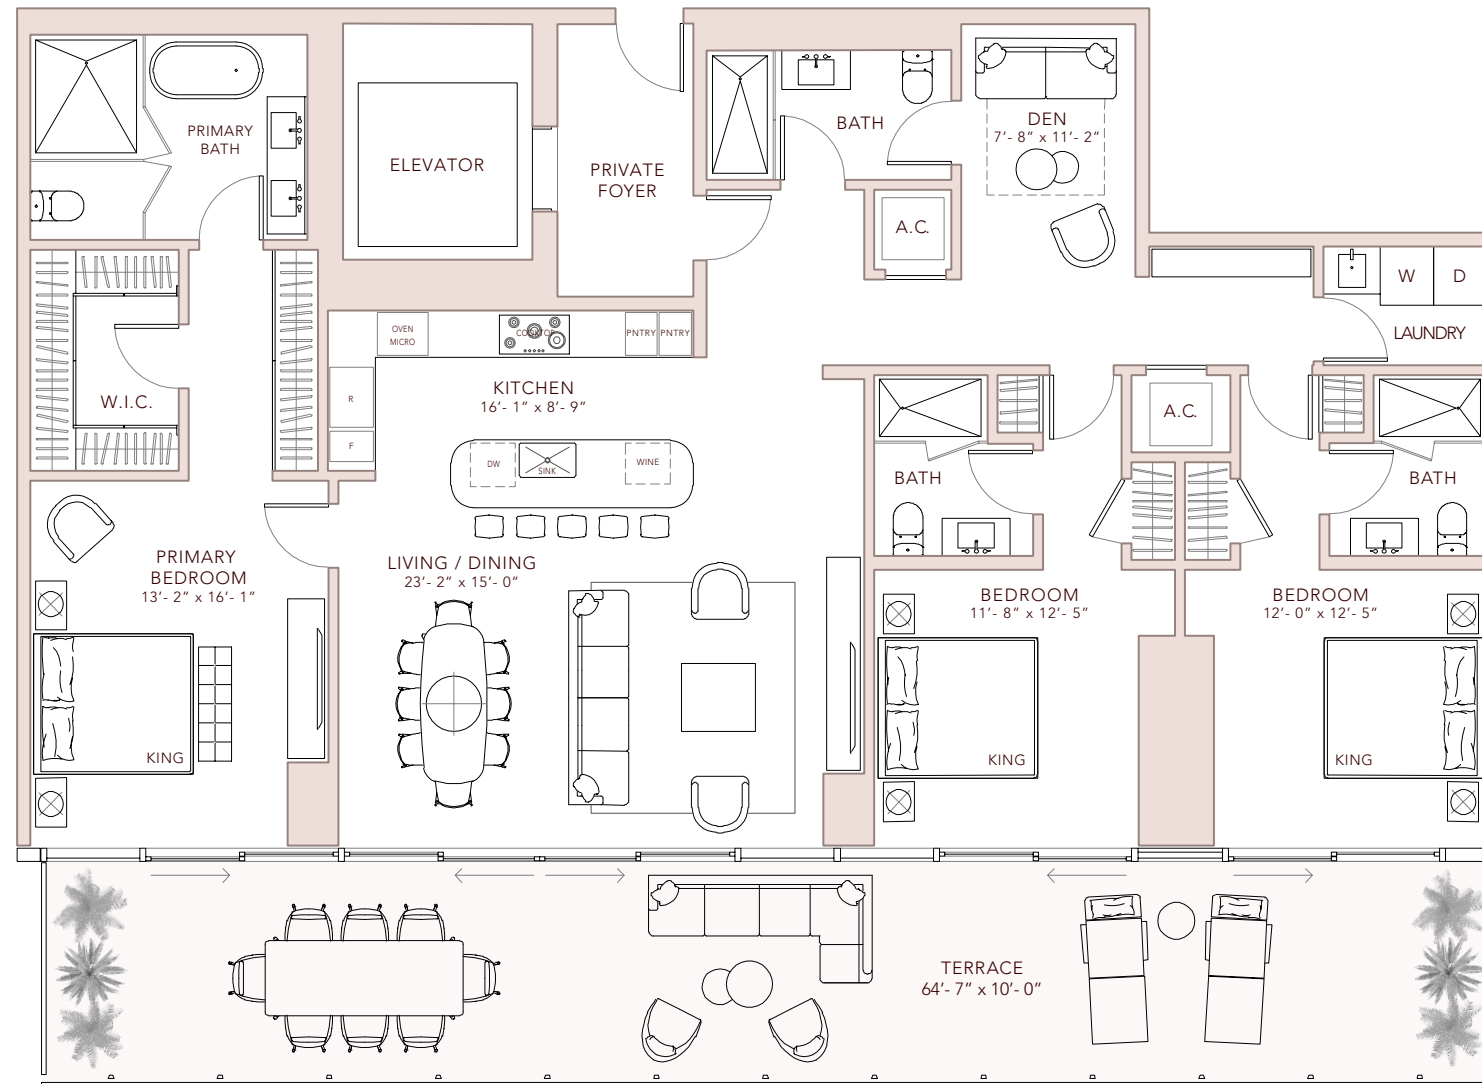 PRIMARY
BATH
ELEVATOR
PRIVATE
FOYER
BATH
DEN
7'- 8" x 11'- 2"
A.C.
W
D
LAUNDRY
OVEN
MICRO
COOKTOP
PNTRY
PNTRY
W.I.C.
KITCHEN
16'- 1" x 8'- 9"
R
F
DW
SINK
WINE
A.C.
BATH
BATH
PRIMARY
BEDROOM
13'- 2" x 16'- 1"
LIVING / DINING
23'- 2" x 15'- 0"
BEDROOM
11'- 8" x 12'- 5"
BEDROOM
12'- 0" x 12'- 5"
KING
KING
KING
TERRACE
64'- 7" x 10'- 0"